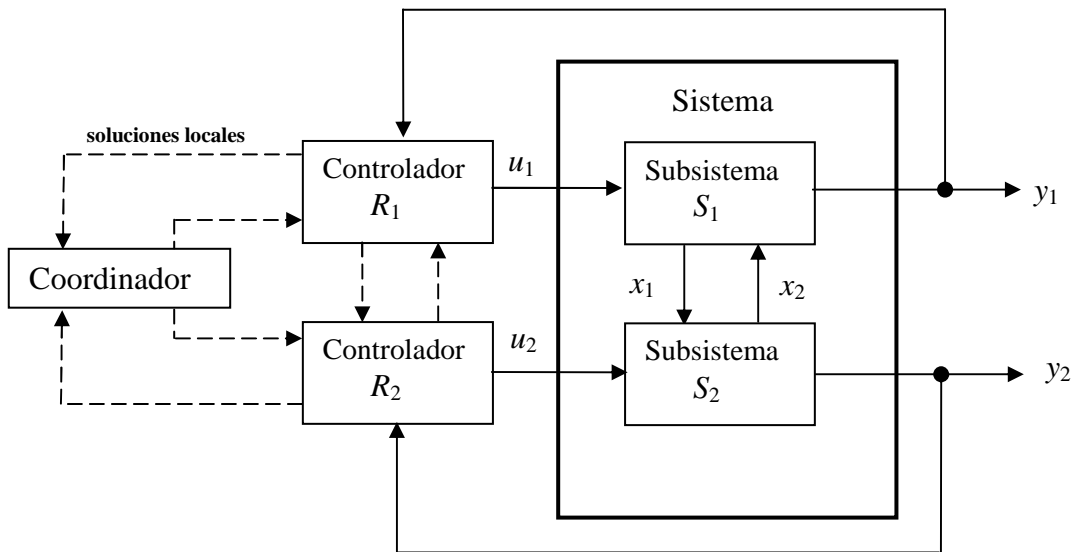 Sistema
soluciones locales
Controlador
R1
u1
Subsistema
S1
y1
Coordinador
x1
x2
Controlador
R2
u2
Subsistema
S2
y2